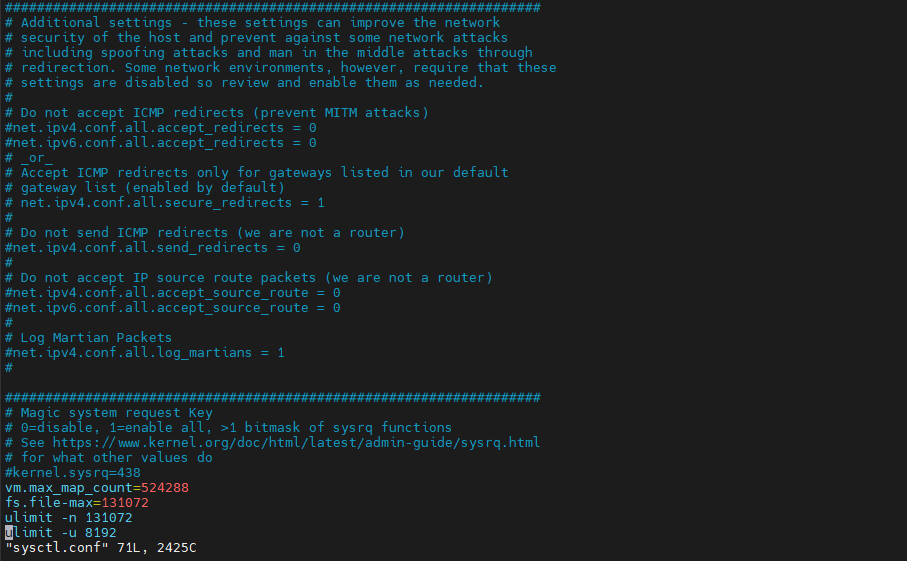 ###################################################################
# Additional settings - these settings can improve the network
# security of the host and prevent against some network attacks
# including spoofing attacks and man in the middle attacks through
# redirection. Some network environments, however, require that these
# settings are disabled so review and enable them as needed.
#
# Do not accept ICMP redirects (prevent MITM attacks)
#net.ipv4.conf.all.accept_redirects = 0
#net.ipv6.conf.all.accept_redirects = 0
# _or_
# Accept ICMP redirects only for gateways listed in our default
# gateway list (enabled by default)
# net.ipv4.conf.all.secure_redirects = 1
#
# Do not send ICMP redirects (we are not a router)
#net.ipv4.conf.all.send_redirects = 0
#
# Do not accept IP source route packets (we are not a router)
#net.ipv4.conf.all.accept_source_route = 0
#net.ipv6.conf.all.accept_source_route = 0
#
# Log Martian Packets
#net.ipv4.conf.all.log_martians = 1
#
###################################################################
# Magic system request Key
# 0=disable, 1=enable all, >1 bitmask of sysrq functions
# See https://www.kernel.org/doc/html/latest/admin-guide/sysrq.html
# for what other values do
#kernel.sysrq=438
vm.max_map_count=524288
fs.file-max=131072
ulimit -n 131072
ulimit -u 8192
"sysctl.conf" 71L, 2425C